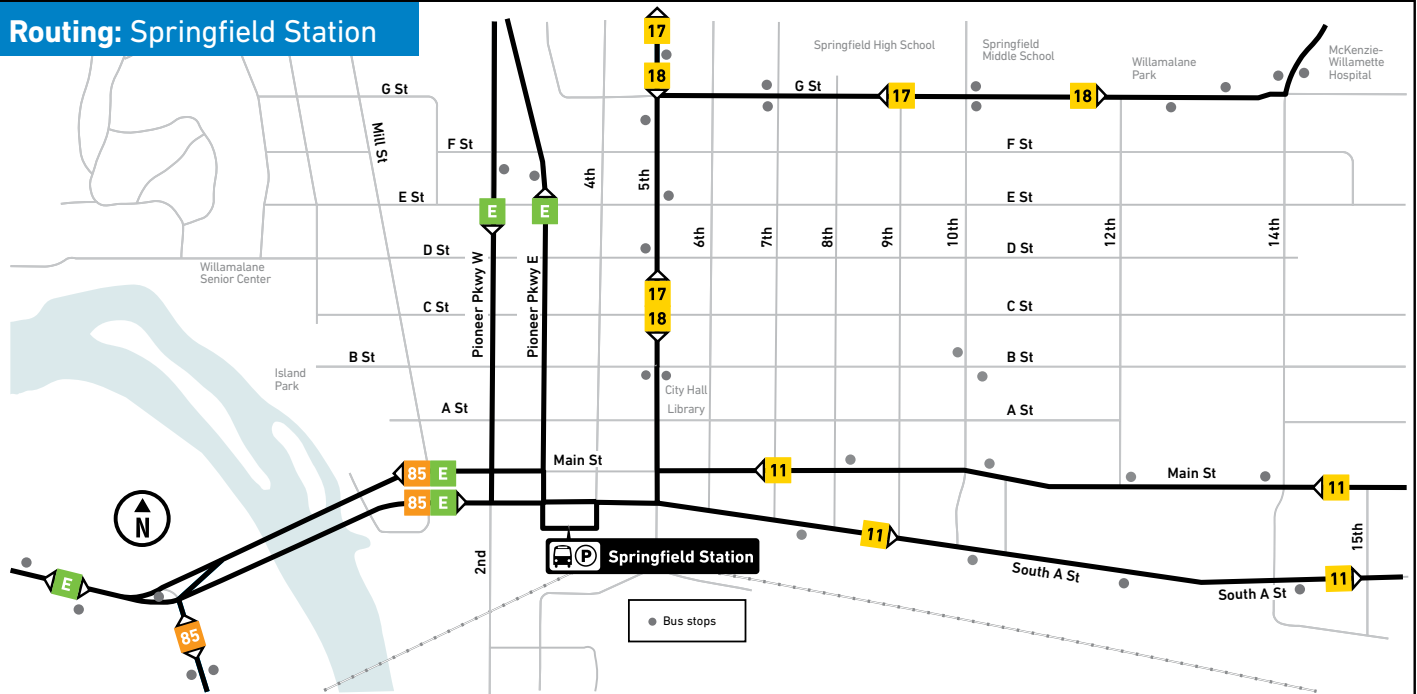 Routing: Springfield Station
17
18
Springfield High School
Springfield
Middle School
Willamalane
Park
McKenzie-
Willamette
Hospital
G St
G St
17
18
Mill St
F St
F St
4th
5th
E St
E St
E
E
6th
7th
8th
9th
10th
12th
14th
D St
D St
Willamalane
Senior Center
Pioneer Pkwy W
Pioneer Pkwy E
17
18
C St
C St
B St
B St
Island
Park
City Hall
Library
A St
A St
Main St
Main St
85 E
11
11
85 E
N
11
15th
2nd
P Springfield Station
South A St
South A St
11
E
85
Bus stops